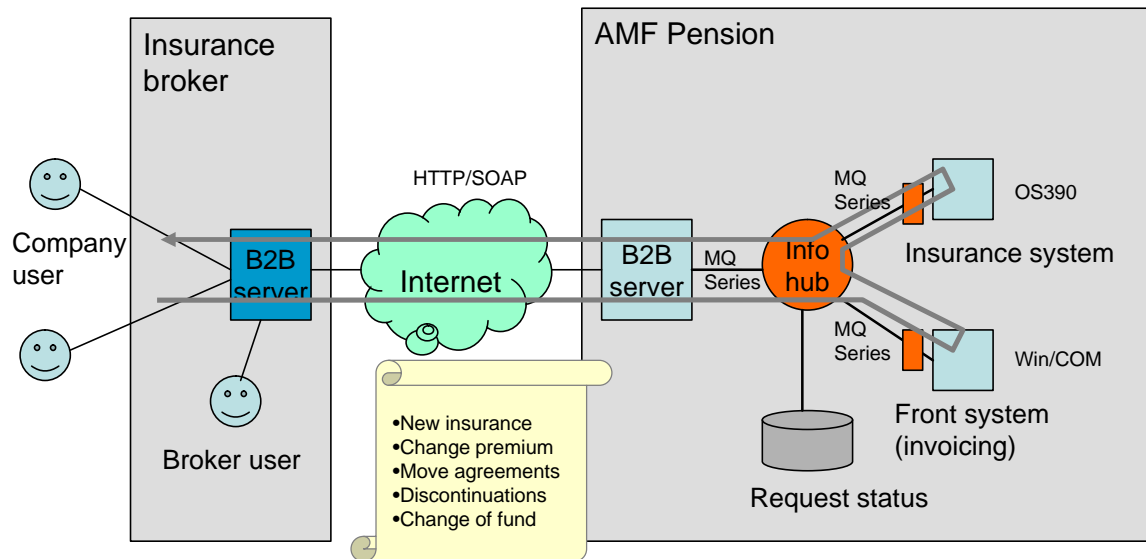 Insurance
broker
AMF Pension
HTTP/SOAP
Company
user
B2B
server
Internet
B2B
server
MQ
Series
Info
hub
MQ
Series
OS390
Insurance system
MQ
Series
Win/COM
Front system
(invoicing)
Broker user
•New insurance
•Change premium
•Move agreements
•Discontinuations
•Change of fund
Request status